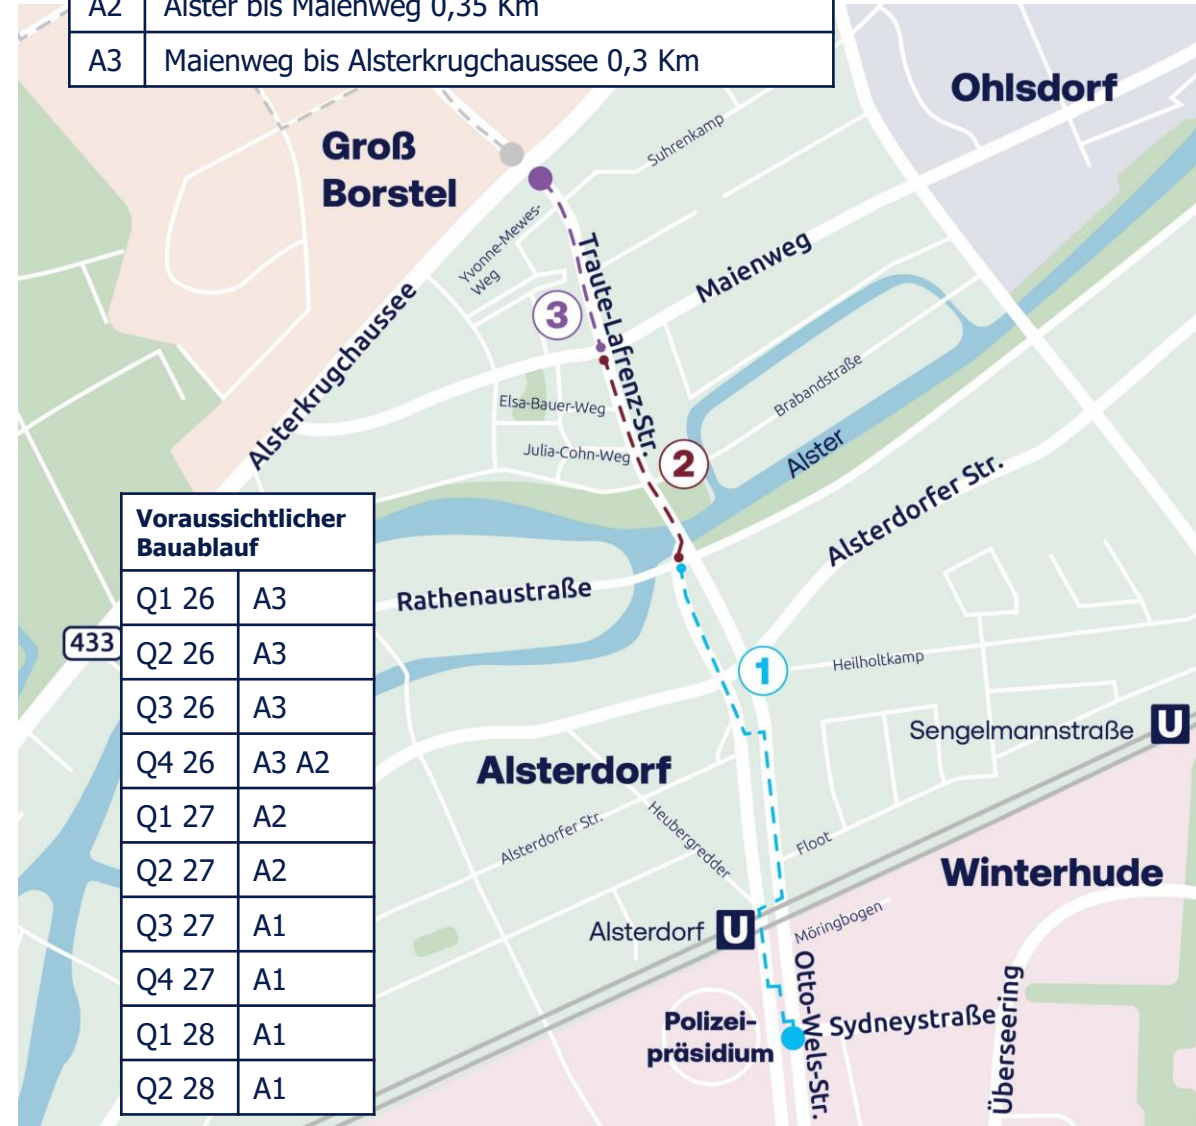 A2 Alster bis Maienweg 0,35 Km
A3 Maienweg bis Alsterkrugchaussee 0,3 Km
Ohlsdorf
Groß
Borstel
Suhrenkamp
Yvonne-Mewes-
Weg
Traute-Lafrenz-Str.
Maienweg
3
Alsterkrugchaussee
Brabandstraße
Elsa-Bauer-Weg
Julia-Cohn-Weg
2
Alster
Alsterdorfer Str.
Voraussichtlicher
Bauablauf
Q1 26 A3
Q2 26 A3
Q3 26 A3
Q4 26 A3 A2
Q1 27 A2
Q2 27 A2
Q3 27 A1
Q4 27 A1
Q1 28 A1
Q2 28 A1
Rathenaustraße
433
1
Heilholtkamp
Sengelmannstraße U
Alsterdorf
Alsterdorfer Str.
Heubergredder
Floot
Winterhude
Alsterdorf U
Möringbogen
Otto-Wels-Str.
Sydneystraße
Überseering
Polizei-
präsidium